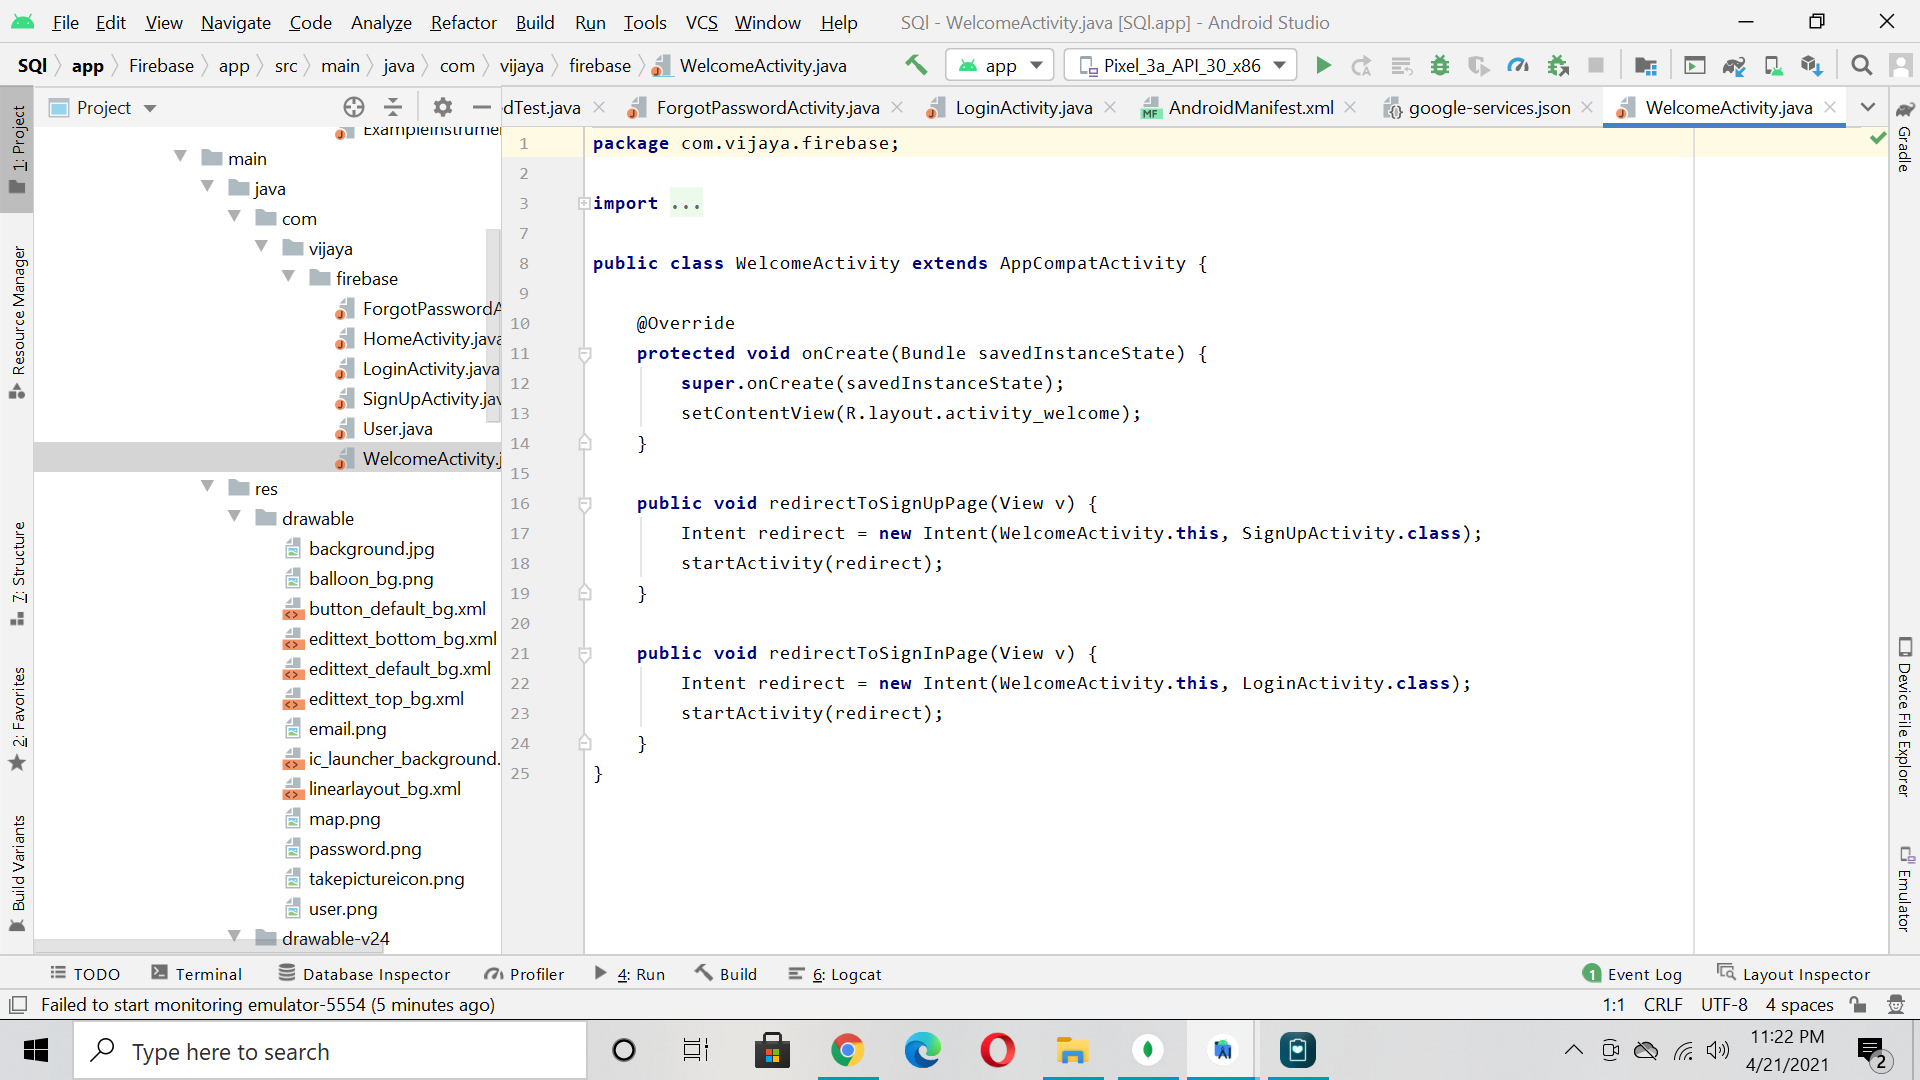 File Edit View Navigate Code Analyze Refactor Build Run Tools VCS Window Help SQl - WelcomeActivity.java [SQl.app] - Android Studio
SQl app Firebase app src main java com vijaya firebase WelcomeActivity.java app Pixel_3a_API_30_x86
Project dTest.java ForgotPasswordActivity.java LoginActivity.java AndroidManifest.xml google-services.json WelcomeActivity.java
MF
1: Project
Resource Manager
7: Structure
2: Favorites
Build Variants
ExampleInstrume
main
java
com
vijaya
firebase
ForgotPasswordA
HomeActivity.java
LoginActivity.java
SignUpActivity.jav
User.java
WelcomeActivity.j
res
drawable
background.jpg
balloon_bg.png
button_default_bg.xml
edittext_bottom_bg.xml
edittext_default_bg.xml
edittext_top_bg.xml
email.png
ic_launcher_background.
linearlayout_bg.xml
map.png
password.png
takepictureicon.png
user.png
drawable-v24
1 package com.vijaya.firebase;
2
3 import ...
7
8 public class WelcomeActivity extends AppCompatActivity {
9
10 @Override
11 protected void onCreate(Bundle savedInstanceState) {
12 super.onCreate(savedInstanceState);
13 setContentView(R.layout.activity_welcome);
14 }
15
16 public void redirectToSignUpPage(View v) {
17 Intent redirect = new Intent(WelcomeActivity.this, SignUpActivity.class);
18 startActivity(redirect);
19 }
20
21 public void redirectToSignInPage(View v) {
22 Intent redirect = new Intent(WelcomeActivity.this, LoginActivity.class);
23 startActivity(redirect);
24 }
25 }
Gradle
Device File Explorer
Emulator
TODO Terminal Database Inspector Profiler 4: Run Build 6: Logcat 1 Event Log Layout Inspector
Failed to start monitoring emulator-5554 (5 minutes ago) 1:1 CRLF UTF-8 4 spaces
Type here to search
11:22 PM
4/21/2021
2